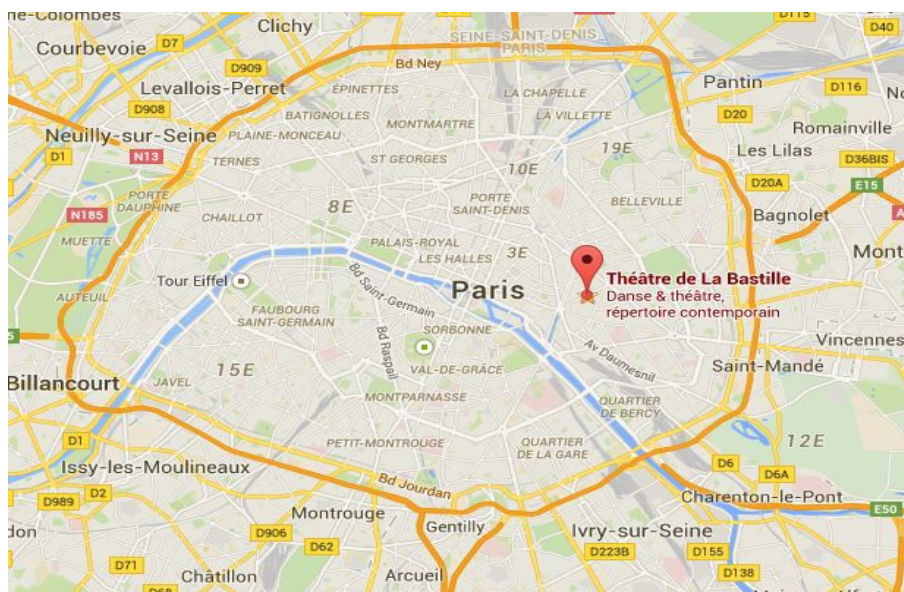 ne-Colombes
Clichy
D115
D40
Courbevoie
D7
SEINE-SAINT-DENIS
PARIS
Bd Ney
D909
Levallois-Perret
ÉPINETTES
LA CHAPELLE
Pantin
D116
D908
BATIGNOLLES
MONTMARTRE
LA VILLETTE
D20
Neuilly-sur-Seine
PLAINE-MONCEAU
Romainville
D1
N13
TERNES
ST GEORGES
10E
19E
Les Lilas
D36BIS
PORTE
DAUPHINE
8E
PORTE
SAINT-DENIS
BELLEVILLE
D20A
E15
N185
CHAILLOT
Bagnolet
MUETTE
PALAIS-ROYAL
LES HALLES
3E
Mont
Tour Eiffel
Bd Saint-Germain
Paris
Théâtre de La Bastille
Danse & théâtre,
répertoire contemporain
AUTEUIL
FAUBOURG
SAINT-GERMAIN
Bd Raspail
SORBONNE
Av Daumesnil
Vincennes
15E
VAL-DE-GRÂCE
Saint-Mandé
Billancourt
JAVEL
MONTPARNASSE
QUARTIER
DE BERCY
D1
PETIT-MONTROUGE
QUARTIER
DE LA GARE
12E
Issy-les-Moulineaux
D6
D6A
Bd Jourdan
D989
D2
Charenton-le-Pont
Montrouge
Gentilly
E50
D906
D62
Ivry-sur-Seine
D223B
D155
D71
Châtillon
Arcueil
D138